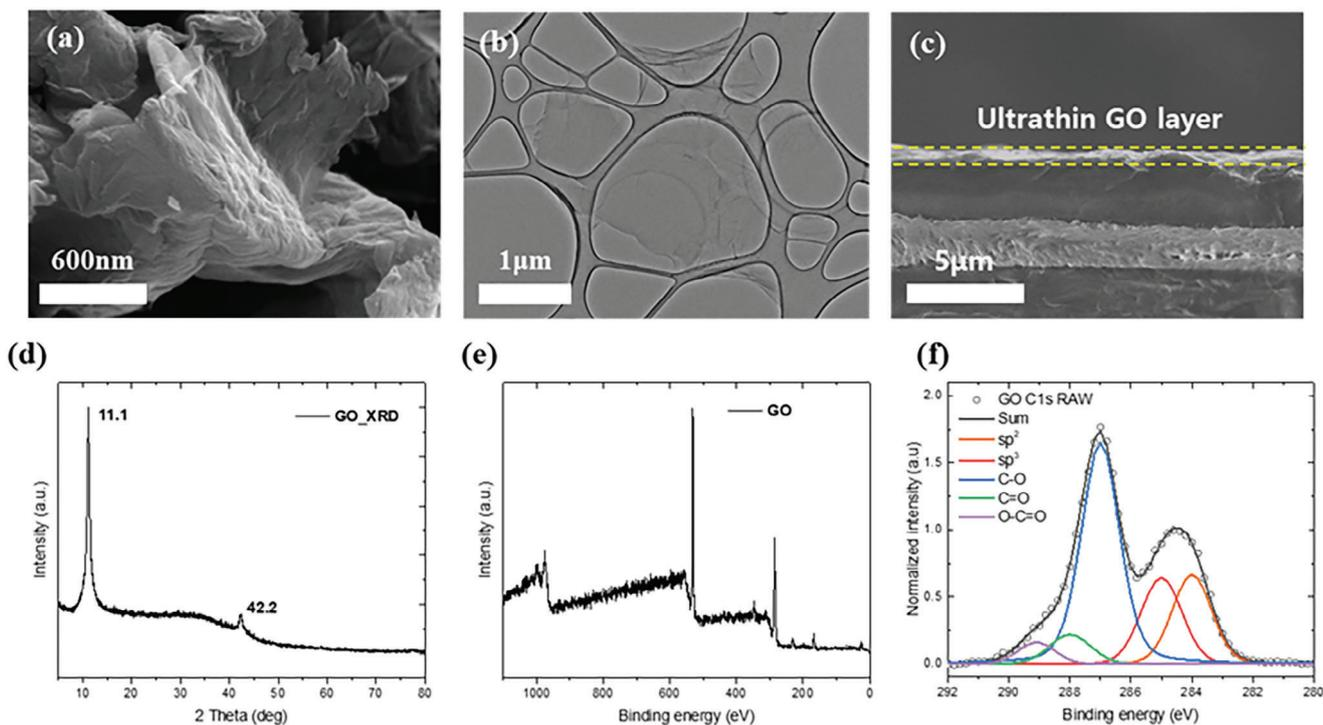 (a)
600nm
(b)
1μm
(c)
Ultrathin GO layer
5μm
(d)
11.1
42.2
GO_XRD
Intensity (a.u.)
10 20 30 40 50 60 70 80
2 Theta (deg)
(e)
GO
Intensity (a.u.)
1000 800 600 400 200 0
Binding energy (eV)
(f)
GO C1s RAW
Sum
sp²
sp³
C-O
C=O
O-C=O
Normalized intensity (a.u)
2.0
1.5
1.0
0.5
0.0
292 290 288 286 284 282 280
Binding energy (eV)